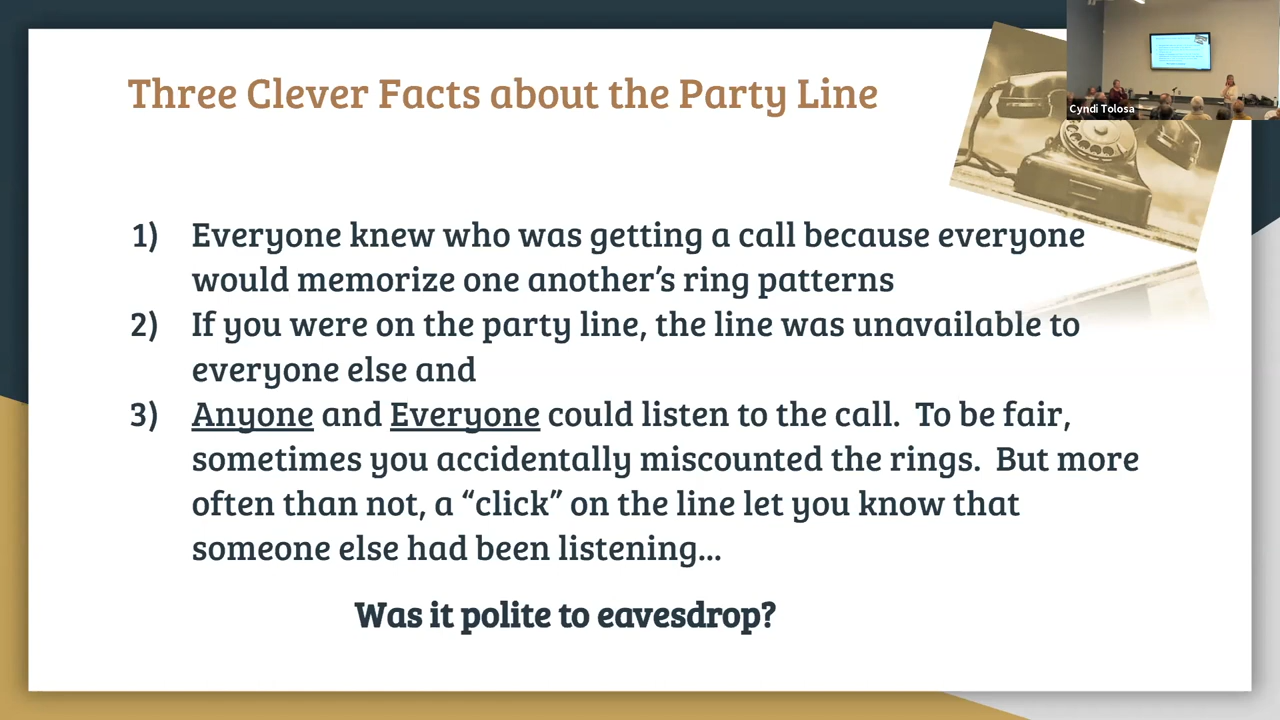 Three Clever Facts about the Party Line
Cyndi Tolosa
1) Everyone knew who was getting a call because everyone
would memorize one another’s ring patterns
2) If you were on the party line, the line was unavailable to
everyone else and
3) Anyone and Everyone could listen to the call.  To be fair,
sometimes you accidentally miscounted the rings.  But more
often than not, a “click” on the line let you know that
someone else had been listening...
Was it polite to eavesdrop?